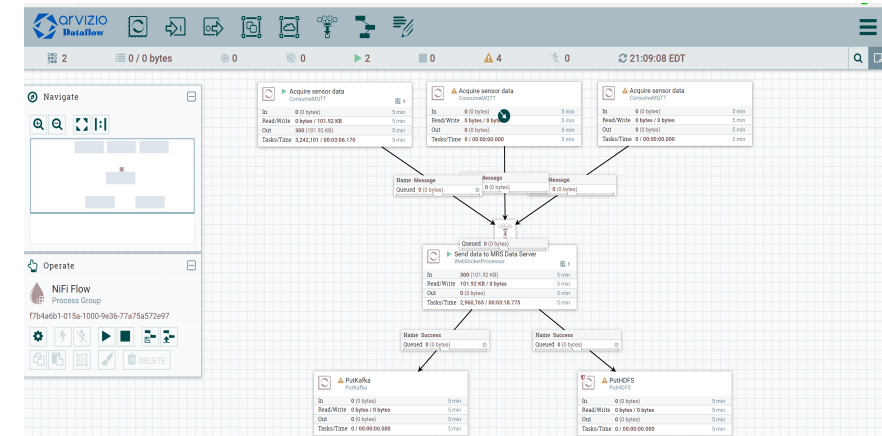 arvizio
Dataflow
2
0 / 0 bytes
0
0
2
0
4
0
21:09:08 EDT
Navigate
Operate
NiFi Flow
Process Group
f7b4a6b1-015a-1000-9e36-77a75a572e97
DELETE
Acquire sensor data
ConsumeMQTT
1
In 0 (0 bytes) 5 min
Read/Write 0 bytes / 101.92 KB 5 min
Out 300 (101.92 KB) 5 min
Tasks/Time 3,242,101 / 00:03:06.170 5 min
Acquire sensor data
ConsumeMQTT
In 0 (0 bytes) 5 min
Read/Write 0 bytes / 0 bytes 5 min
Out 0 (0 bytes) 5 min
Tasks/Time 0 / 00:00:00.000 5 min
Acquire sensor data
ConsumeMQTT
In 0 (0 bytes) 5 min
Read/Write 0 bytes / 0 bytes 5 min
Out 0 (0 bytes) 5 min
Tasks/Time 0 / 00:00:00.000 5 min
Name Message
Queued 0 (0 bytes)
Message
0 (0 bytes)
Message
0 (0 bytes)
Queued 0 (0 bytes)
Send data to MRS Data Server
WebSocketProcessor
1
In 300 (101.92 KB) 5 min
Read/Write 101.92 KB / 0 bytes 5 min
Out 0 (0 bytes) 5 min
Tasks/Time 2,960,765 / 00:03:18.775 5 min
Name Success
Queued 0 (0 bytes)
Name Success
Queued 0 (0 bytes)
PutKafka
PutKafka
In 0 (0 bytes) 5 min
Read/Write 0 bytes / 0 bytes 5 min
Out 0 (0 bytes) 5 min
Tasks/Time 0 / 00:00:00.000 5 min
PutHDFS
PutHDFS
In 0 (0 bytes) 5 min
Read/Write 0 bytes / 0 bytes 5 min
Out 0 (0 bytes) 5 min
Tasks/Time 0 / 00:00:00.000 5 min